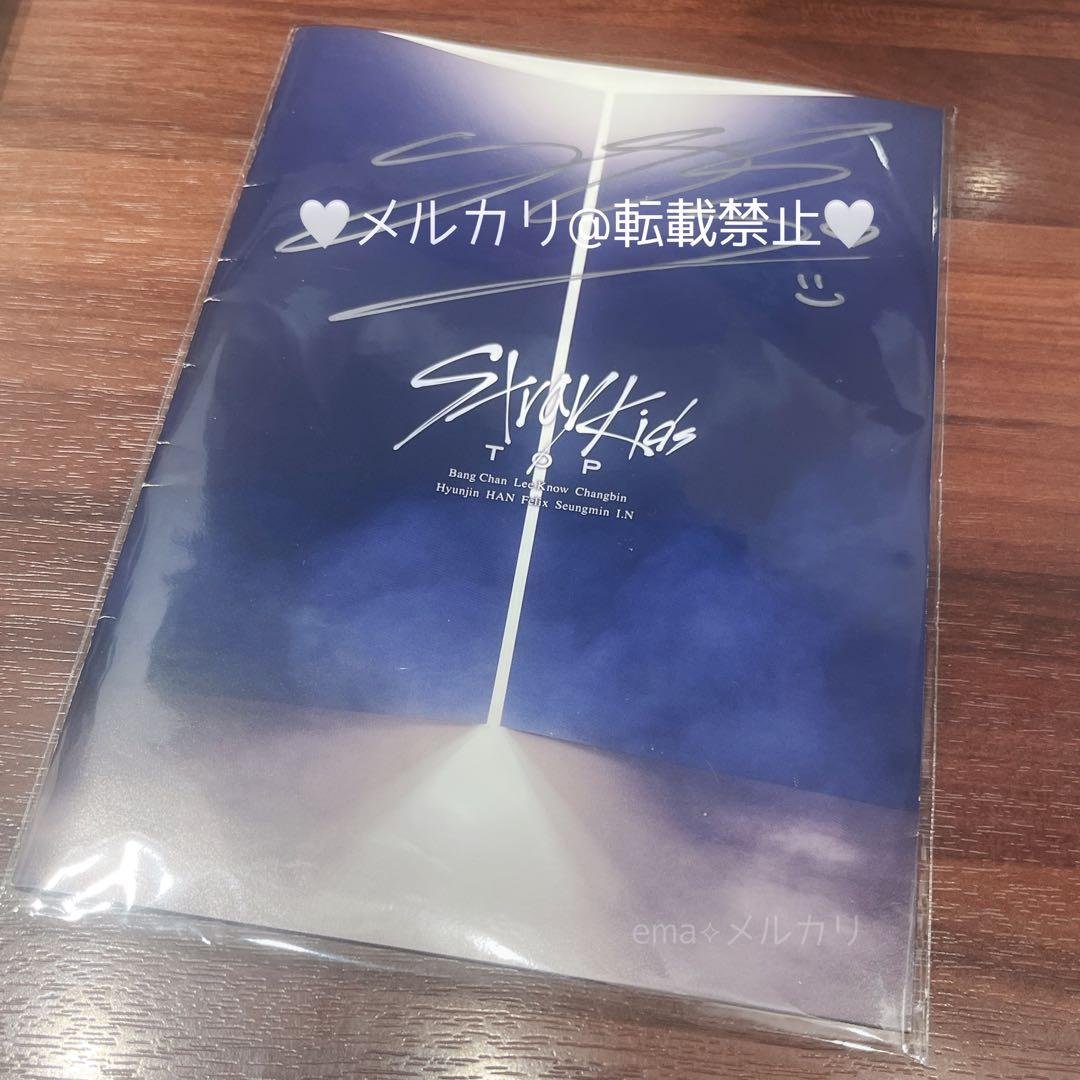 🤍メルカリ@転載禁止🤍
Stray Kids
TOP
Bang Chan Lee Know Changbin
Hyunjin HAN Felix Seungmin I.N
ema✧メルカリ